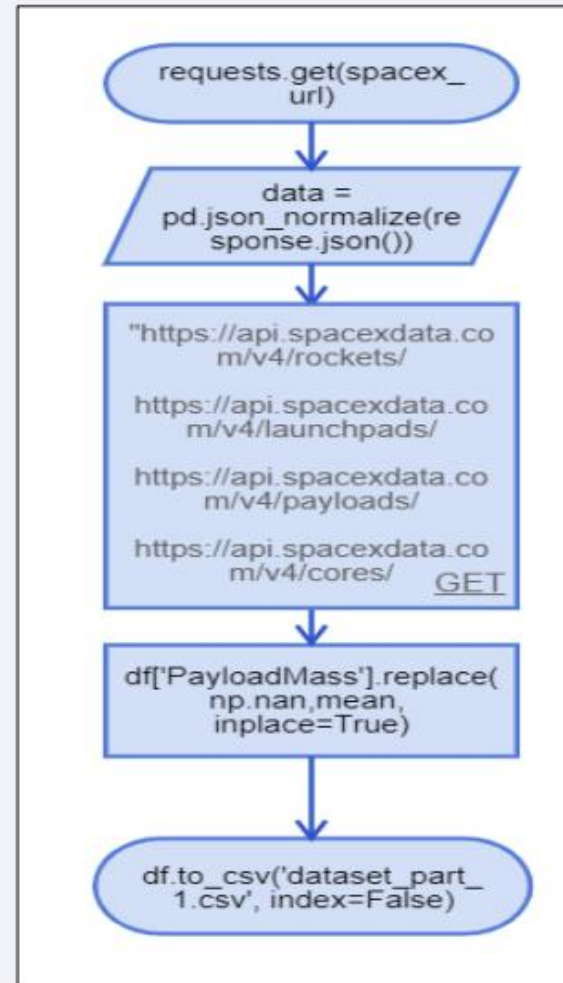 requests.get(spacex_
url)
data =
pd.json_normalize(re
sponse.json())
"https://api.spacexdata.co
m/v4/rockets/
https://api.spacexdata.co
m/v4/launchpads/
https://api.spacexdata.co
m/v4/payloads/
https://api.spacexdata.co
m/v4/cores/
GET
df['PayloadMass'].replace(
np.nan,mean,
inplace=True)
df.to_csv('dataset_part_
1.csv', index=False)